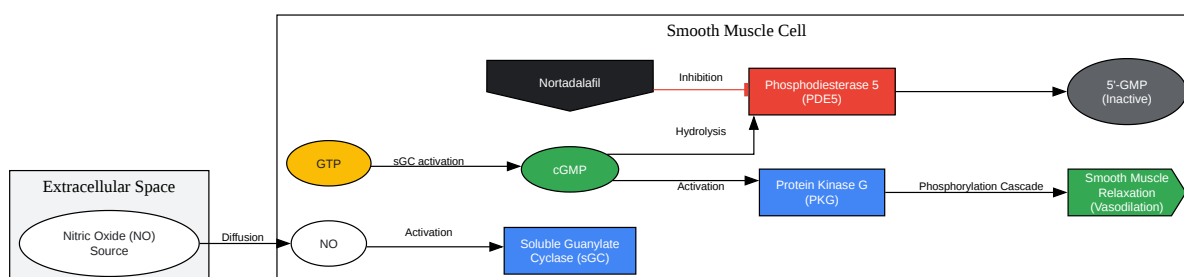 Smooth Muscle Cell
Nortadalafil
Inhibition
Phosphodiesterase 5
(PDE5)
5'-GMP
(Inactive)
Hydrolysis
GTP
sGC activation
cGMP
Activation
Protein Kinase G
(PKG)
Phosphorylation Cascade
Smooth Muscle
Relaxation
(Vasodilation)
Extracellular Space
Nitric Oxide (NO)
Source
Diffusion
NO
Activation
Soluble Guanylate
Cyclase (sGC)